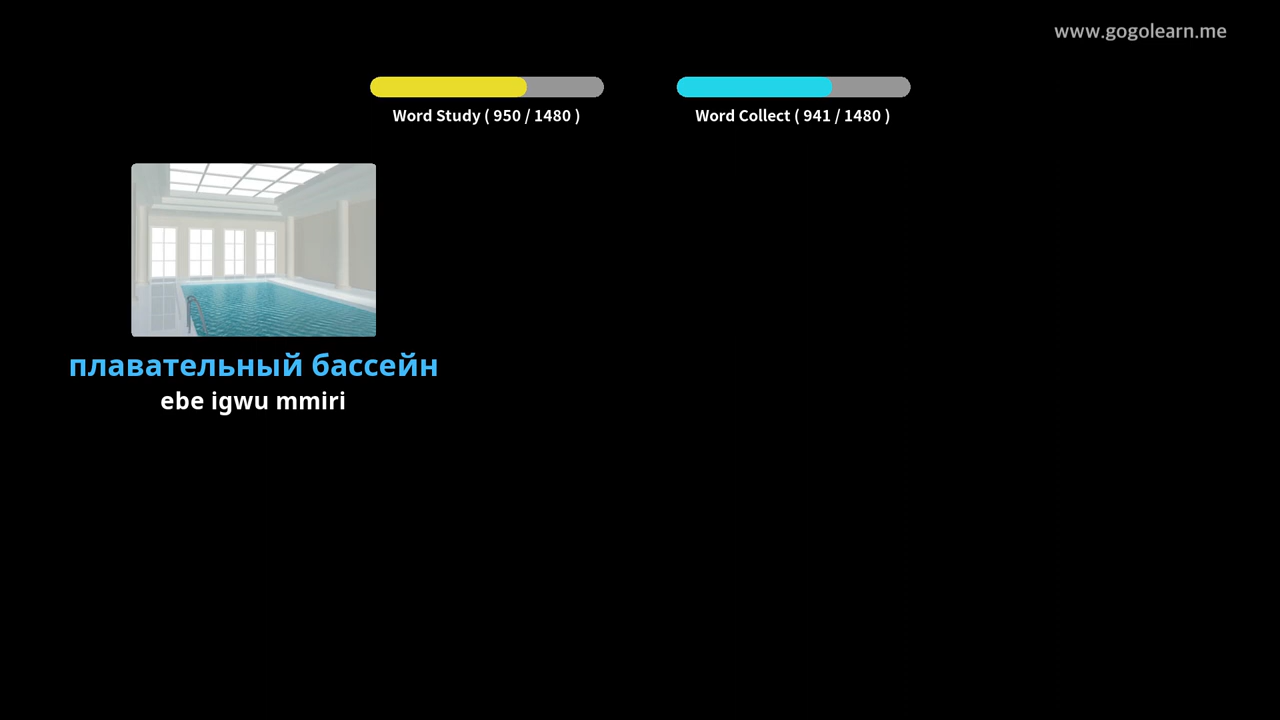 www.gogolearn.me
Word Study ( 950 / 1480 )
Word Collect ( 941 / 1480 )
плавательный бассейн
ebe igwu mmiri